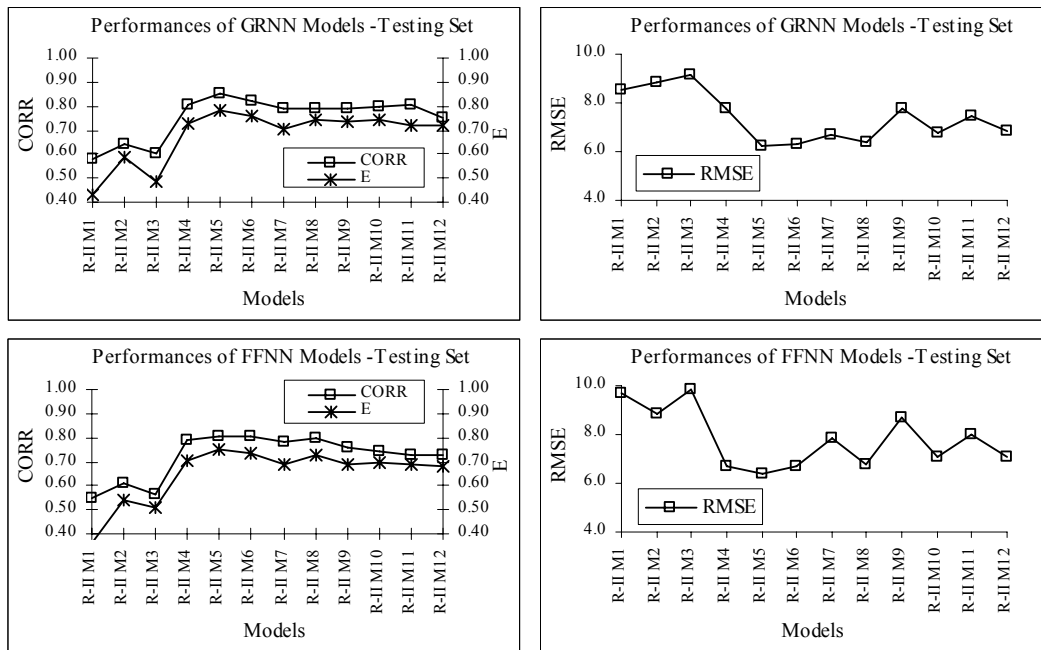 Performances of GRNN Models -Testing Set
1.00 1.00
0.90 0.90
0.80 0.80
0.70 0.70
0.60 0.60
0.50 0.50
0.40 0.40
CORR
E
CORR
E
R-II M1
R-II M2
R-II M3
R-II M4
R-II M5
R-II M6
R-II M7
R-II M8
R-II M9
R-II M10
R-II M11
R-II M12
Models
Performances of GRNN Models -Testing Set
10.0
8.0
6.0
4.0
RMSE
RMSE
R-II M1
R-II M2
R-II M3
R-II M4
R-II M5
R-II M6
R-II M7
R-II M8
R-II M9
R-II M10
R-II M11
R-II M12
Models
Performances of FFNN Models -Testing Set
1.00 1.00
0.90 0.90
0.80 0.80
0.70 0.70
0.60 0.60
0.50 0.50
0.40 0.40
CORR
E
CORR
E
R-II M1
R-II M2
R-II M3
R-II M4
R-II M5
R-II M6
R-II M7
R-II M8
R-II M9
R-II M10
R-II M11
R-II M12
Models
Performances of FFNN Models -Testing Set
10.0
8.0
6.0
4.0
RMSE
RMSE
R-II M1
R-II M2
R-II M3
R-II M4
R-II M5
R-II M6
R-II M7
R-II M8
R-II M9
R-II M10
R-II M11
R-II M12
Models